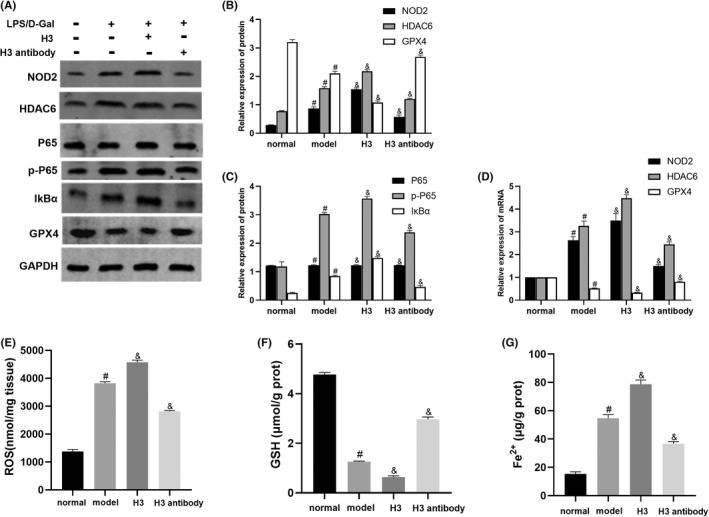 (A)
LPS/D-Gal - + + +
H3 - - + -
H3 antibody - - - +
NOD2
HDAC6
P65
p-P65
IκBα
GPX4
GAPDH
(B)
NOD2
HDAC6
GPX4
Relative expression of protein
4
3
2
1
0
# # #
& & &
& & &
normal model H3 H3 antibody
(C)
P65
p-P65
IκBα
Relative expression of protein
4
3
2
1
0
# # #
& & &
& & &
normal model H3 H3 antibody
(D)
NOD2
HDAC6
GPX4
Relative expression of mRNA
5
4
3
2
1
0
# # #
& & &
& & &
normal model H3 H3 antibody
(E)
ROS(nmol/mg tissue)
5000
4000
3000
2000
1000
0
# & &
normal model H3 H3 antibody
(F)
GSH (μmol/g prot)
6
4
2
0
# & &
normal model H3 H3 antibody
(G)
Fe²⁺ (μg/g prot)
100
80
60
40
20
0
# & &
normal model H3 H3 antibody